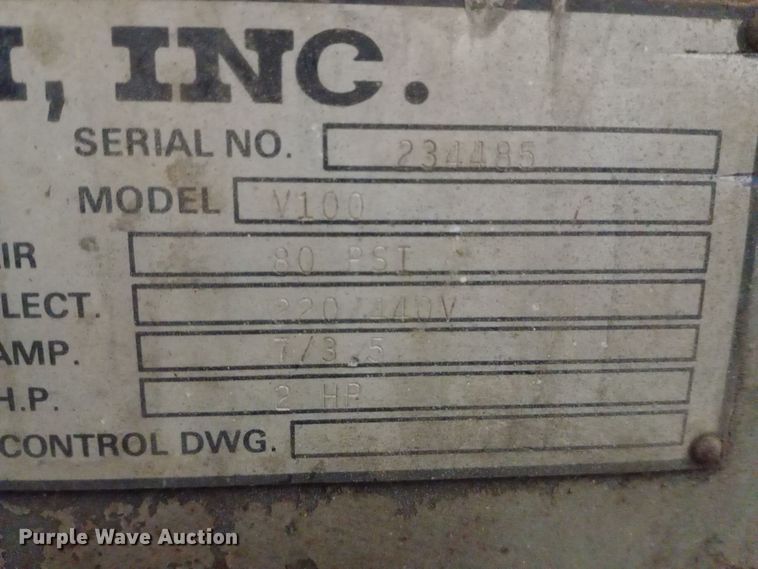 I, INC.
SERIAL NO. 234485
MODEL V100
IR 80 PSI
LECT. 220/440V
AMP. 7/3.5
H.P. 2 HP
CONTROL DWG.
Purple Wave Auction